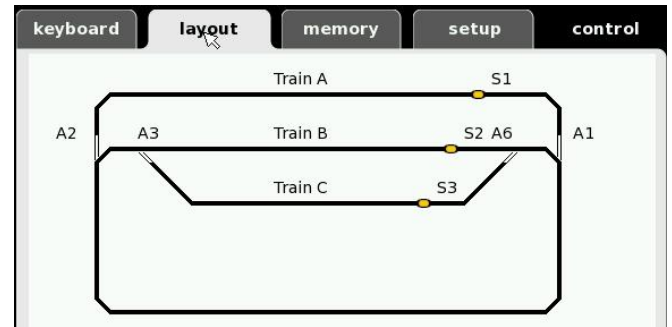 keyboard layout memory setup control
Train A S1
A2 A3 Train B S2 A6 A1
Train C S3